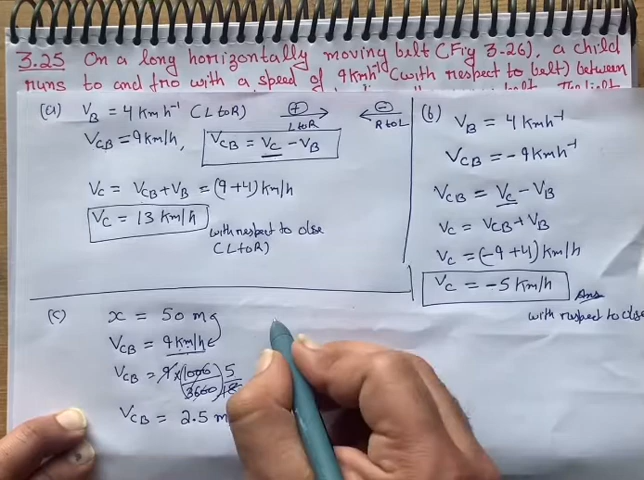 3.25 On a long horizontally moving belt (Fig 3.26), a child
runs to and fro with a speed of 9kmh⁻¹ (with respect to belt) between
(a) V_B = 4 Kmh⁻¹ (L to R) (+) L to R (−) R to L
V_CB = 9 Km/h, V_CB = V_C − V_B
V_C = V_CB + V_B = (9+4) Km/h
V_C = 13 Km/h with respect to
(L to R)
(b) V_B = 4 Kmh⁻¹
V_CB = −9 Kmh⁻¹
V_CB = V_C − V_B
V_C = V_CB + V_B
V_C = (−9+4) Km/h
V_C = −5 Km/h Ans
with respect to
(c) x = 50 m
V_CB = 9 km/h
V_CB = 9 × (1000/3600) 5/18
V_CB = 2.5 m